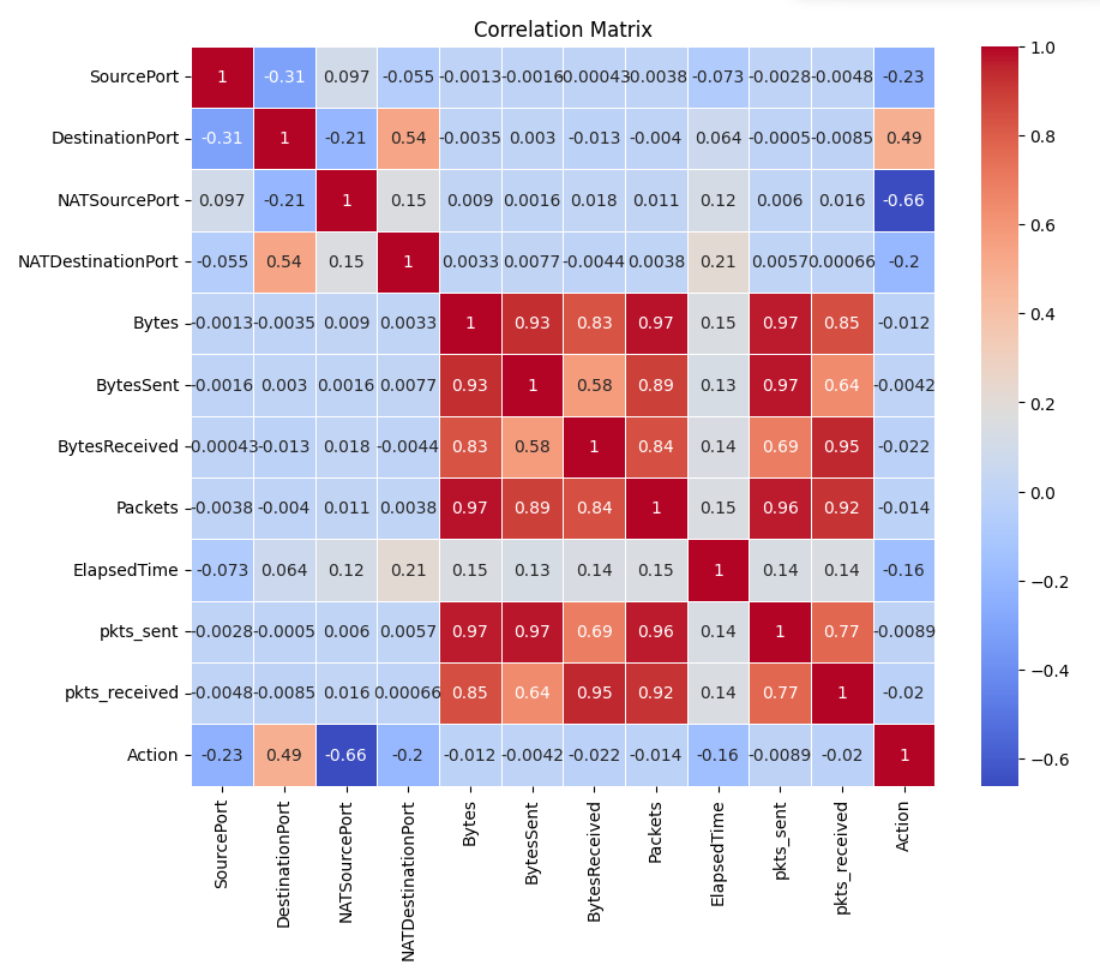 Correlation Matrix
SourcePort 1 -0.31 0.097 -0.055 -0.0013 -0.0016 -0.00043 -0.0038 -0.073 -0.0028 -0.0048 -0.23
DestinationPort -0.31 1 -0.21 0.54 -0.0035 0.003 -0.013 -0.004 0.064 -0.0005 -0.0085 0.49
NATSourcePort 0.097 -0.21 1 0.15 0.009 0.0016 0.018 0.011 0.12 0.006 0.016 -0.66
NATDestinationPort -0.055 0.54 0.15 1 0.0033 0.0077 -0.0044 0.0038 0.21 0.0057 0.00066 -0.2
Bytes -0.0013 -0.0035 0.009 0.0033 1 0.93 0.83 0.97 0.15 0.97 0.85 -0.012
BytesSent -0.0016 0.003 0.0016 0.0077 0.93 1 0.58 0.89 0.13 0.97 0.64 -0.0042
BytesReceived -0.00043 -0.013 0.018 -0.0044 0.83 0.58 1 0.84 0.14 0.69 0.95 -0.022
Packets -0.0038 -0.004 0.011 0.0038 0.97 0.89 0.84 1 0.15 0.96 0.92 -0.014
ElapsedTime -0.073 0.064 0.12 0.21 0.15 0.13 0.14 0.15 1 0.14 0.14 -0.16
pkts_sent -0.0028 -0.0005 0.006 0.0057 0.97 0.97 0.69 0.96 0.14 1 0.77 -0.0089
pkts_received -0.0048 -0.0085 0.016 0.00066 0.85 0.64 0.95 0.92 0.14 0.77 1 -0.02
Action -0.23 0.49 -0.66 -0.2 -0.012 -0.0042 -0.022 -0.014 -0.16 -0.0089 -0.02 1
SourcePort
DestinationPort
NATSourcePort
NATDestinationPort
Bytes
BytesSent
BytesReceived
Packets
ElapsedTime
pkts_sent
pkts_received
Action
1.0
0.8
0.6
0.4
0.2
0.0
−0.2
−0.4
−0.6